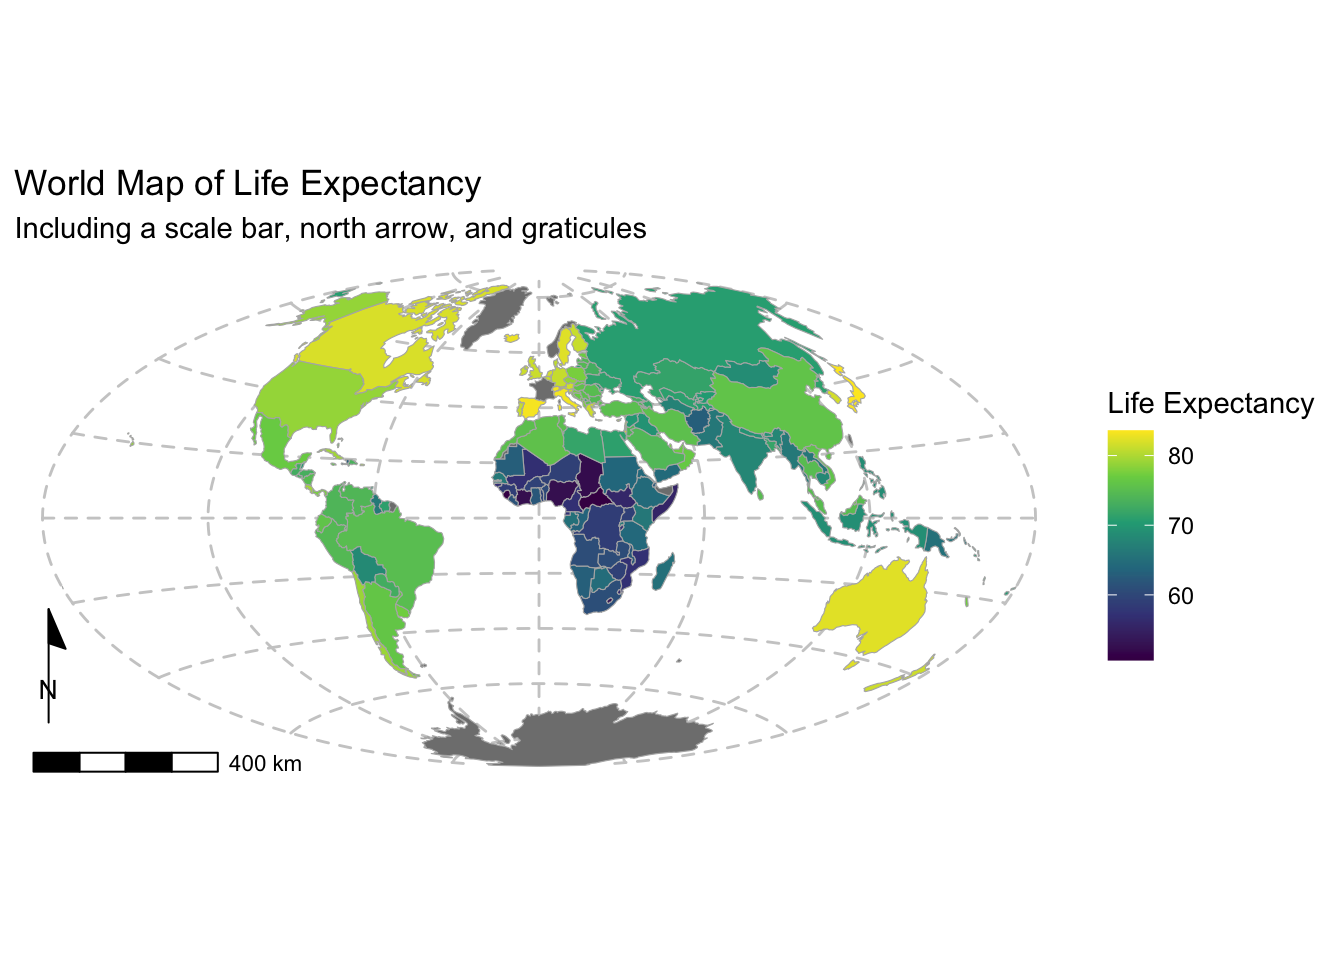 World Map of Life Expectancy
Including a scale bar, north arrow, and graticules
Life Expectancy
80
70
60
N
400 km